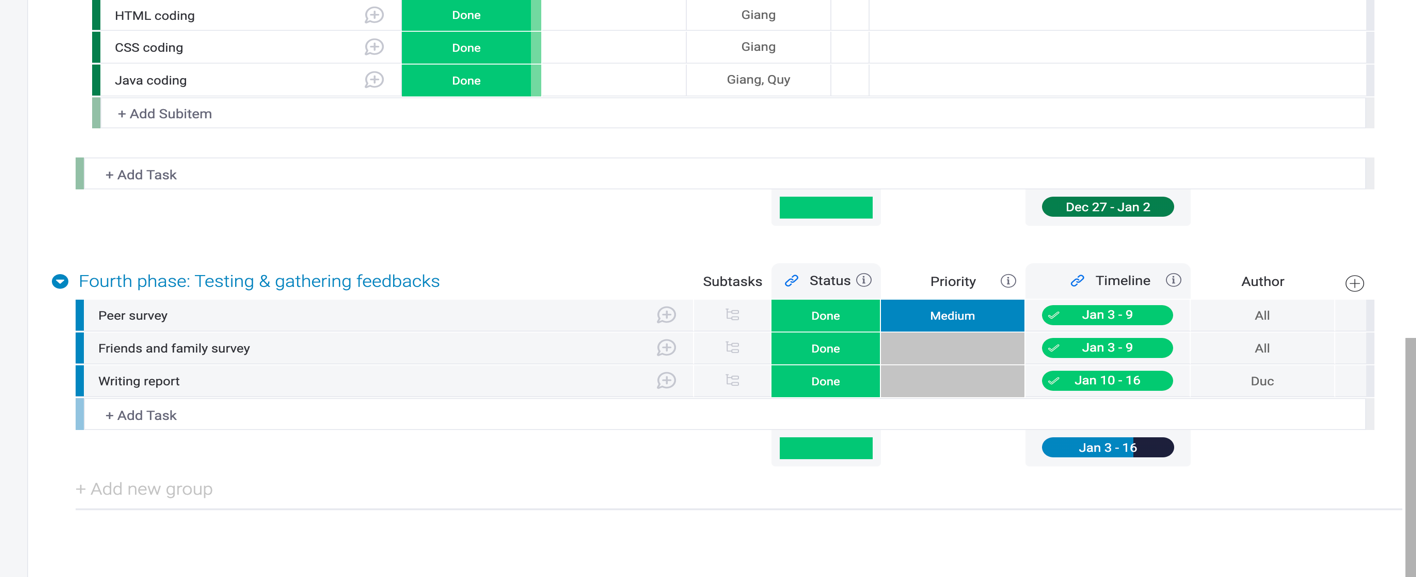 HTML coding Done Giang
CSS coding Done Giang
Java coding Done Giang, Quy
+ Add Subitem
+ Add Task
Dec 27 - Jan 2
Fourth phase: Testing & gathering feedbacks Subtasks Status Priority Timeline Author
Peer survey Done Medium Jan 3 - 9 All
Friends and family survey Done Jan 3 - 9 All
Writing report Done Jan 10 - 16 Duc
+ Add Task
Jan 3 - 16
+ Add new group